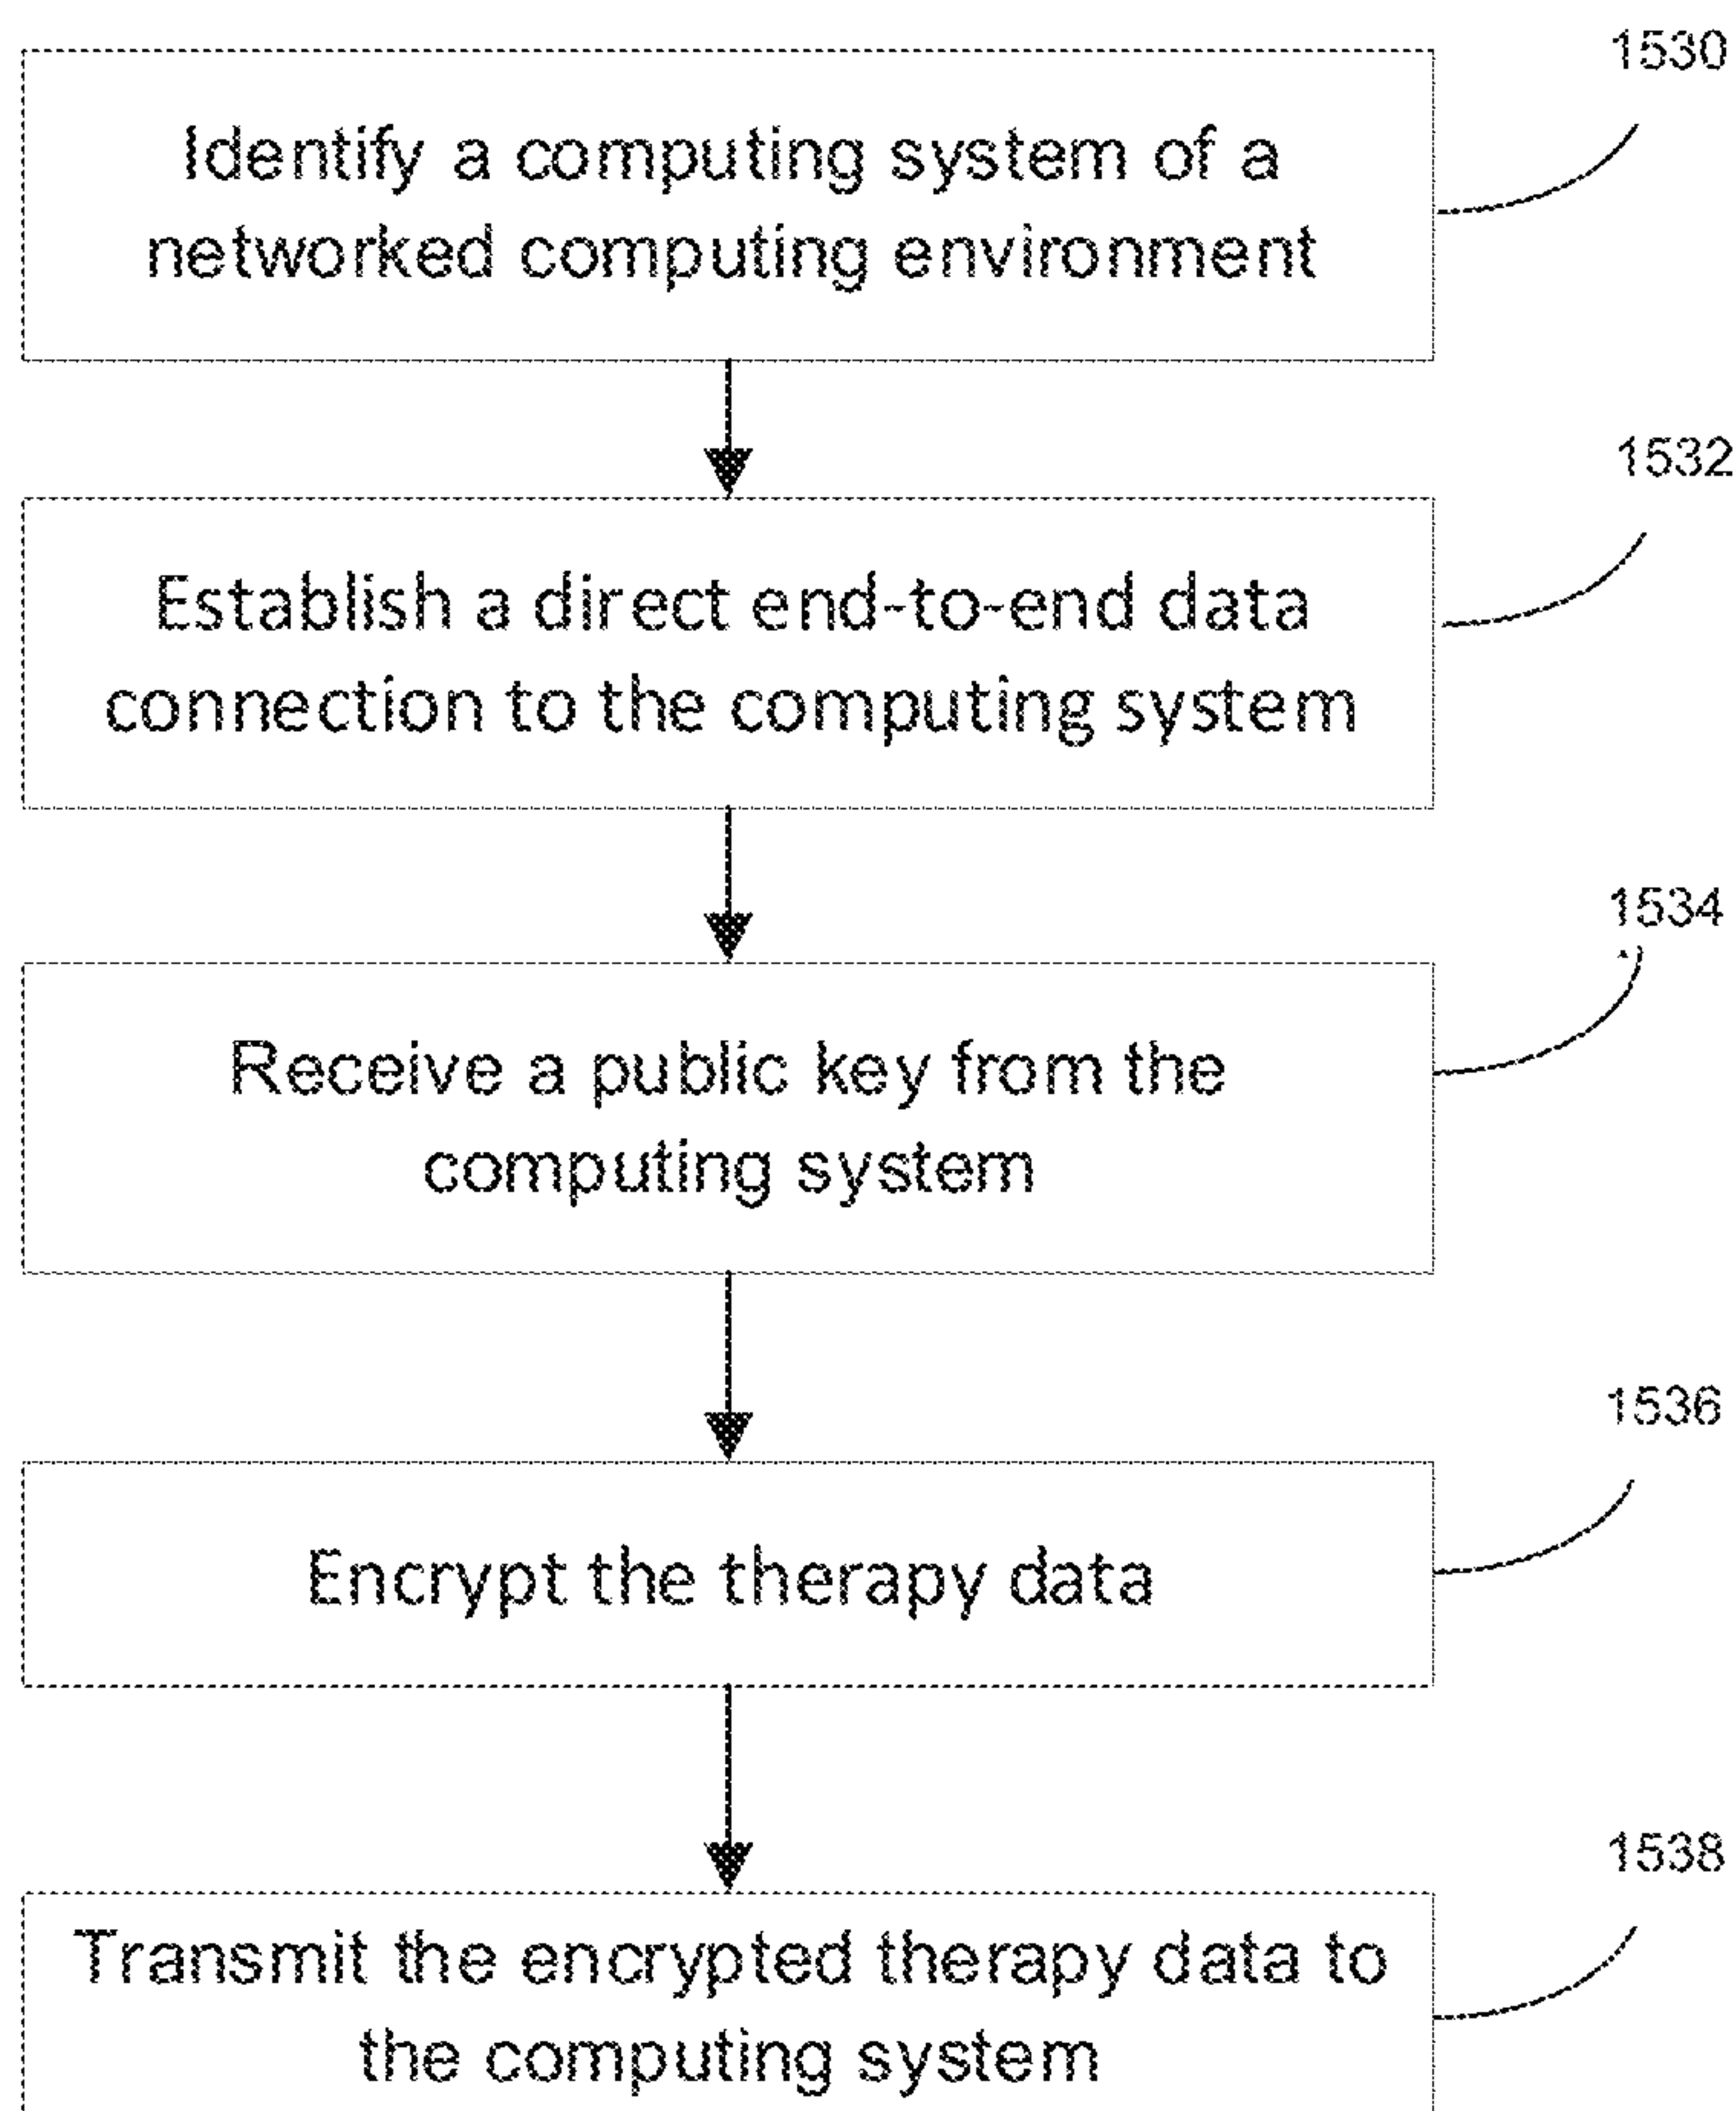 1530
Identify a computing system of a
networked computing environment
1532
Establish a direct end-to-end data
connection to the computing system
1534
Receive a public key from the
computing system
1536
Encrypt the therapy data
1538
Transmit the encrypted therapy data to
the computing system